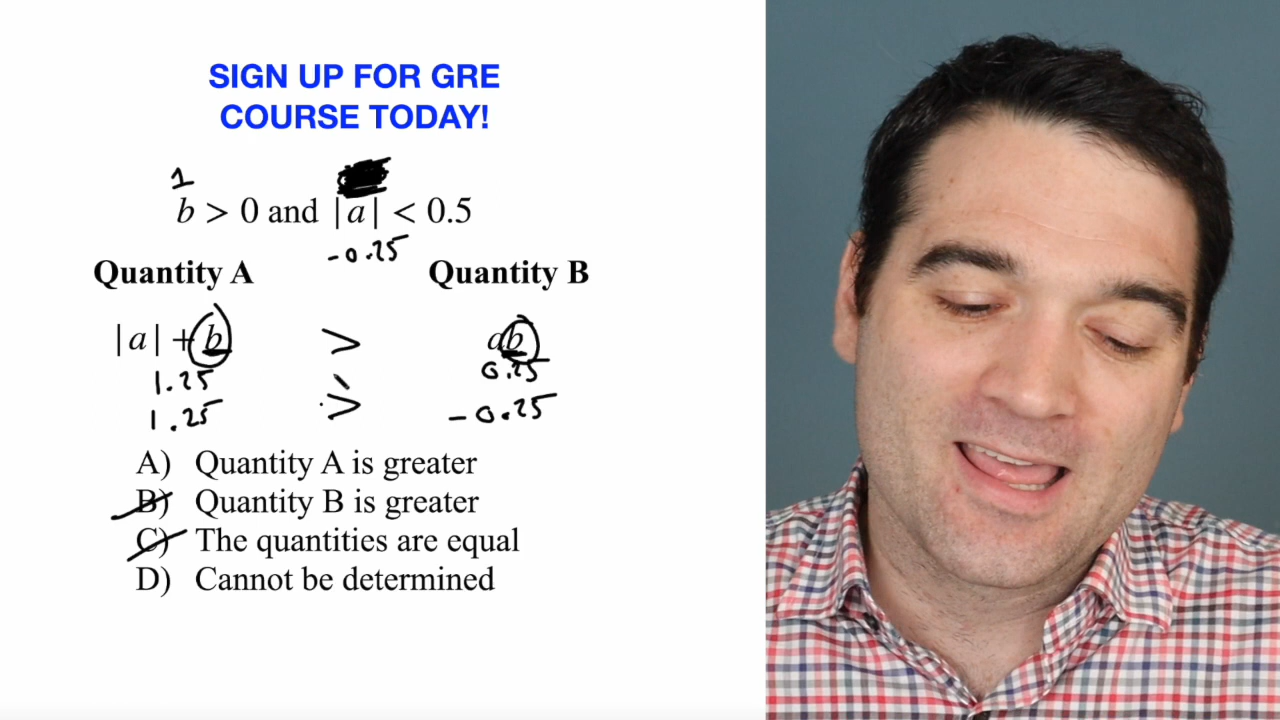 SIGN UP FOR GRE
COURSE TODAY!
1
b > 0 and |a| < 0.5
-0.25
Quantity A Quantity B
|a| + b > ab
1.25 > 0.25
1.25 > -0.25
A) Quantity A is greater
B) Quantity B is greater
C) The quantities are equal
D) Cannot be determined